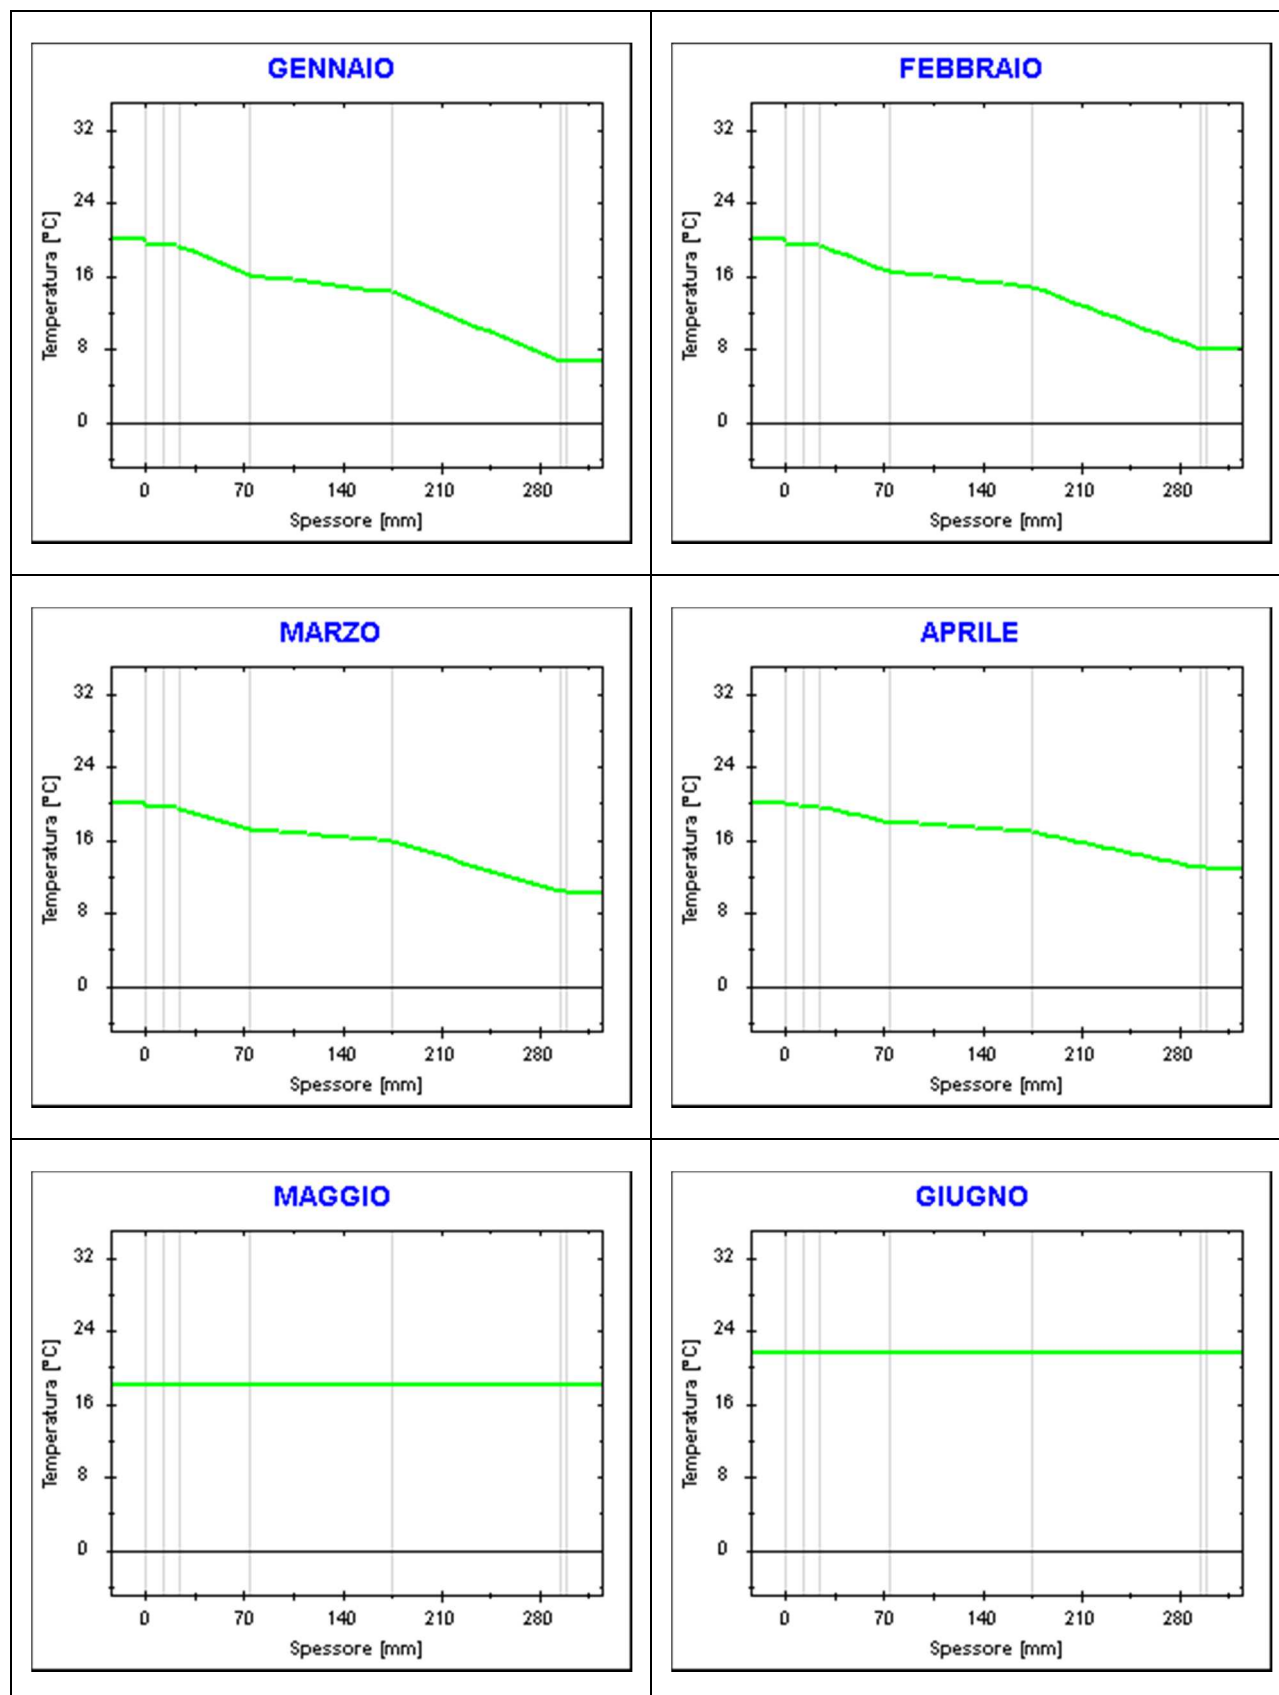 GENNAIO
32
24
16
8
0
Temperatura [°C]
0 70 140 210 280
Spessore [mm]
FEBBRAIO
32
24
16
8
0
Temperatura [°C]
0 70 140 210 280
Spessore [mm]
MARZO
32
24
16
8
0
Temperatura [°C]
0 70 140 210 280
Spessore [mm]
APRILE
32
24
16
8
0
Temperatura [°C]
0 70 140 210 280
Spessore [mm]
MAGGIO
32
24
16
8
0
Temperatura [°C]
0 70 140 210 280
Spessore [mm]
GIUGNO
32
24
16
8
0
Temperatura [°C]
0 70 140 210 280
Spessore [mm]